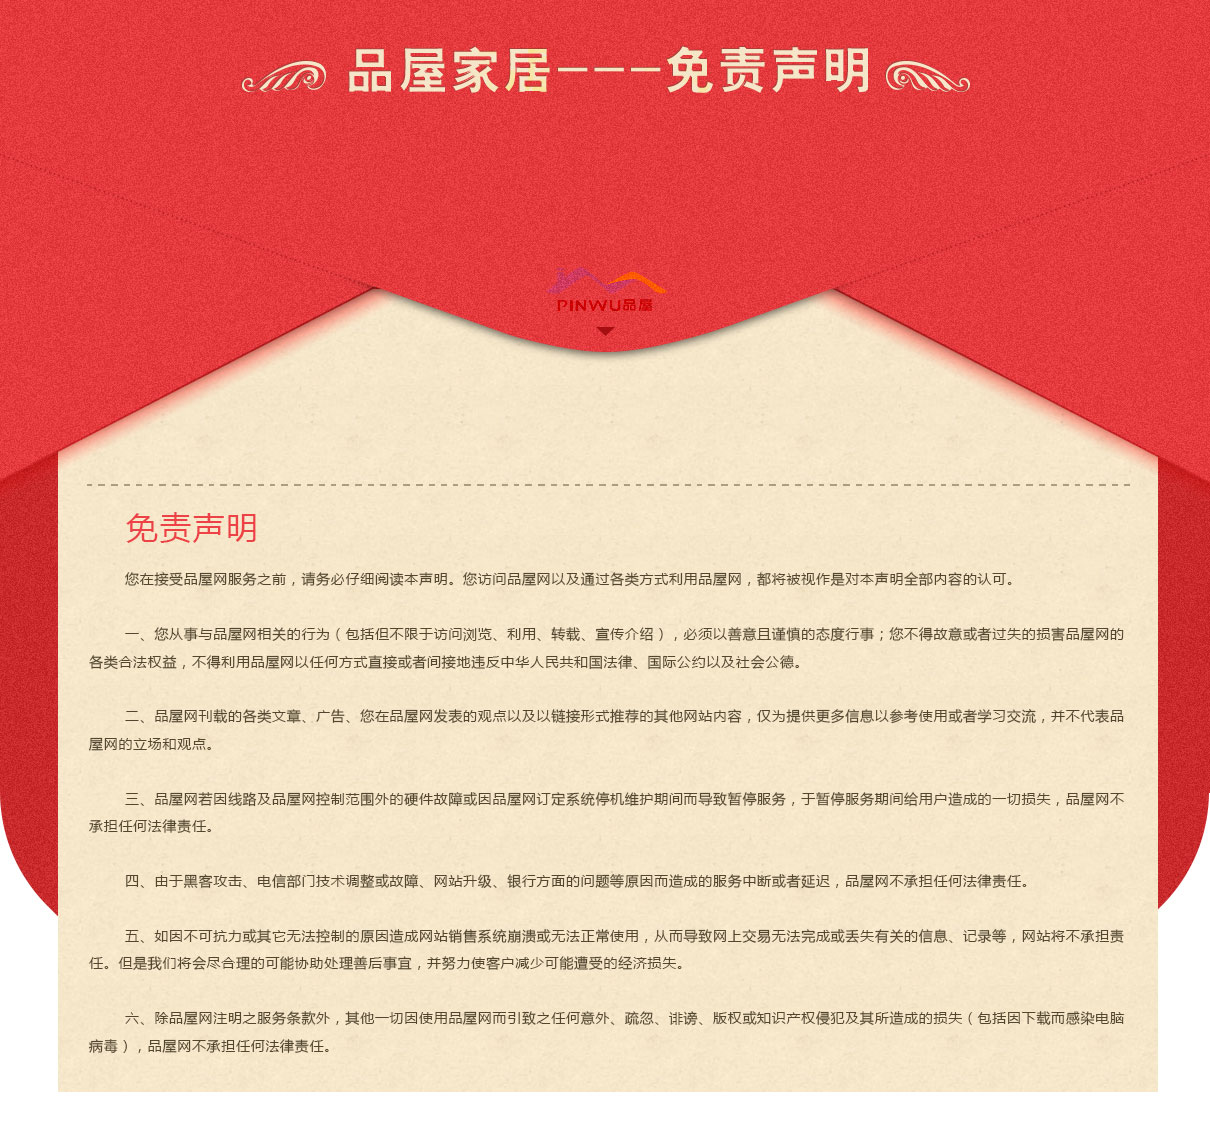 品屋家居———免责声明
PINWU品屋
免责声明
您在接受品屋网服务之前，请务必仔细阅读本声明。您访问品屋网以及通过各类方式利用品屋网，都将被视作是对本声明全部内容的认可。
一、您从事与品屋网相关的行为（包括但不限于访问浏览、利用、转载、宣传介绍），必须以善意且谨慎的态度行事；您不得故意或者过失的损害品屋网的
各类合法权益，不得利用品屋网以任何方式直接或者间接地违反中华人民共和国法律、国际公约以及社会公德。
二、品屋网刊载的各类文章、广告、您在品屋网发表的观点以及以链接形式推荐的其他网站内容，仅为提供更多信息以参考使用或者学习交流，并不代表品
屋网的立场和观点。
三、品屋网若因线路及品屋网控制范围外的硬件故障或因品屋网订定系统停机维护期间而导致暂停服务，于暂停服务期间给用户造成的一切损失，品屋网不
承担任何法律责任。
四、由于黑客攻击、电信部门技术调整或故障、网站升级、银行方面的问题等原因而造成的服务中断或者延迟，品屋网不承担任何法律责任。
五、如因不可抗力或其它无法控制的原因造成网站销售系统崩溃或无法正常使用，从而导致网上交易无法完成或丢失有关的信息、记录等，网站将不承担责
任。但是我们将会尽合理的可能协助处理善后事宜，并努力使客户减少可能遭受的经济损失。
六、除品屋网注明之服务条款外，其他一切因使用品屋网而引致之任何意外、疏忽、诽谤、版权或知识产权侵犯及其所造成的损失（包括因下载而感染电脑
病毒），品屋网不承担任何法律责任。